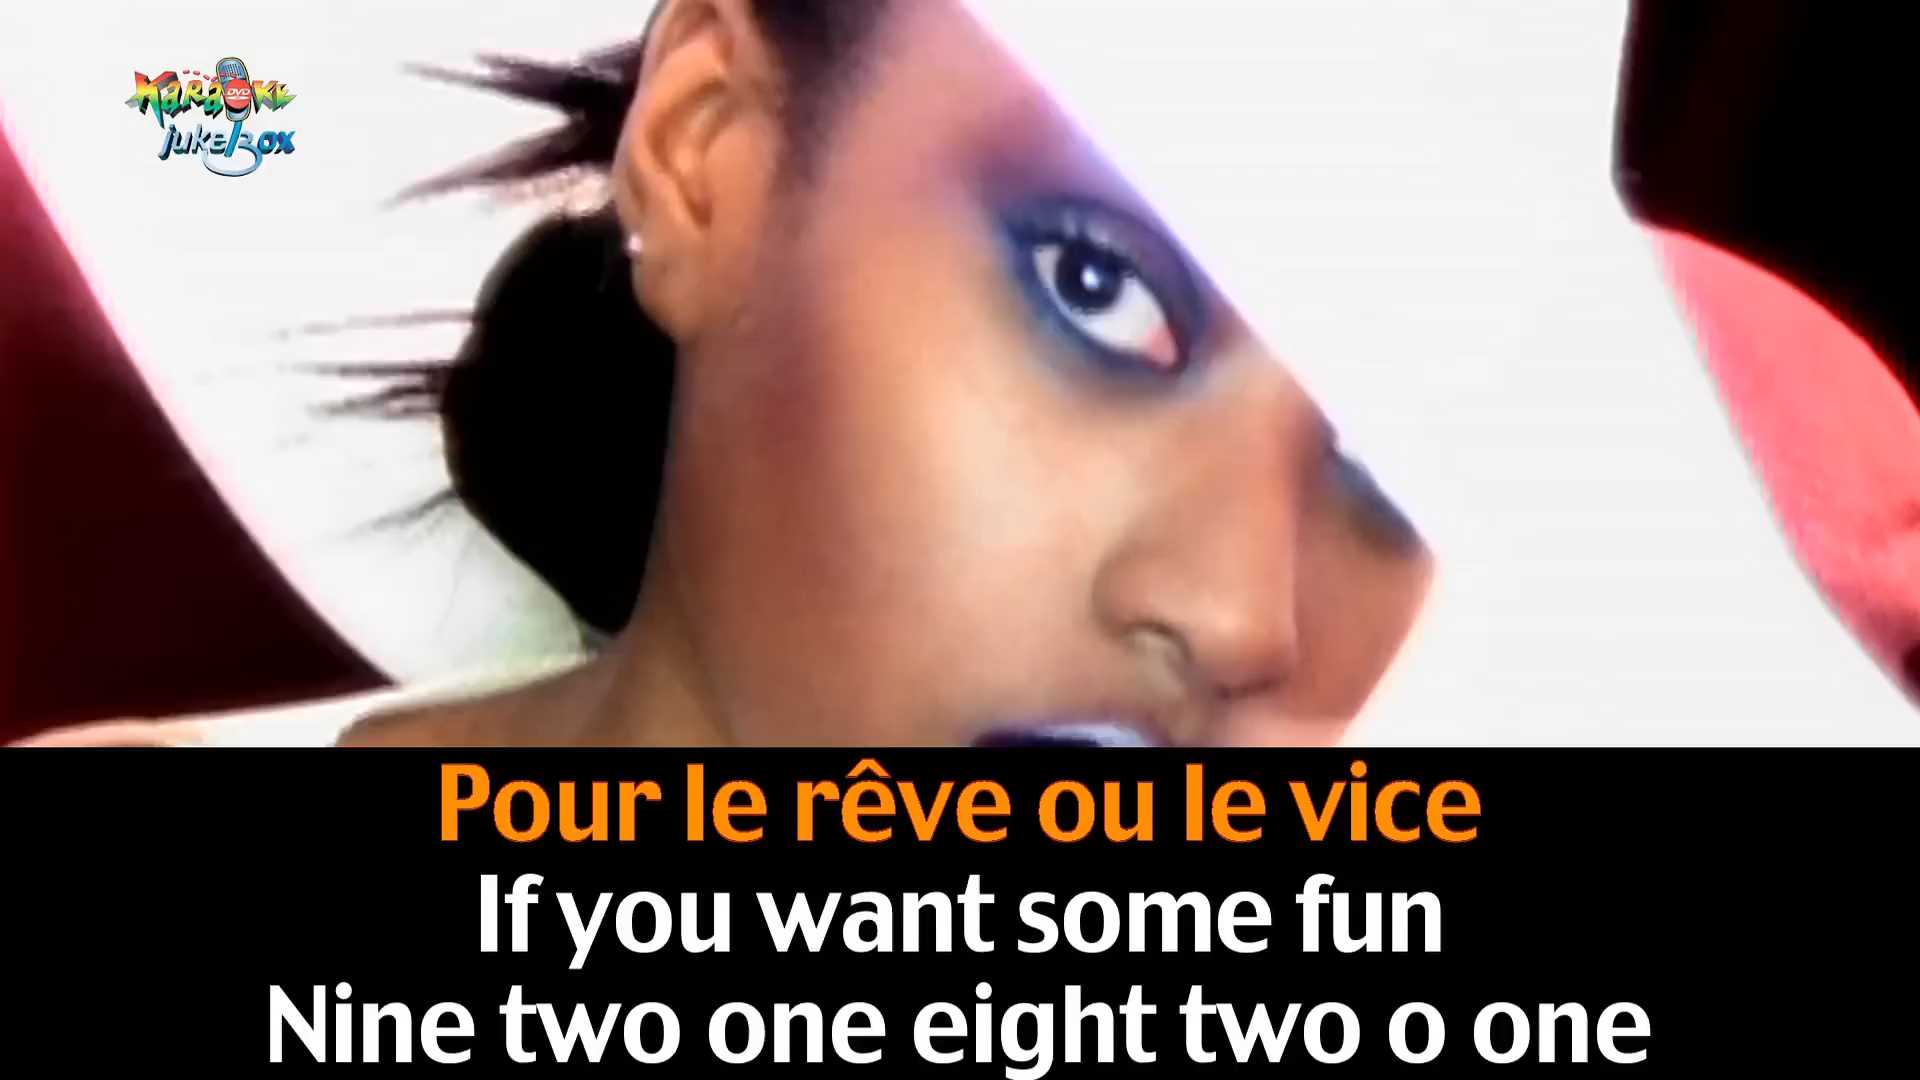 Karaoke
DVD
jukeBox
Pour le rêve ou le vice
If you want some fun
Nine two one eight two o one